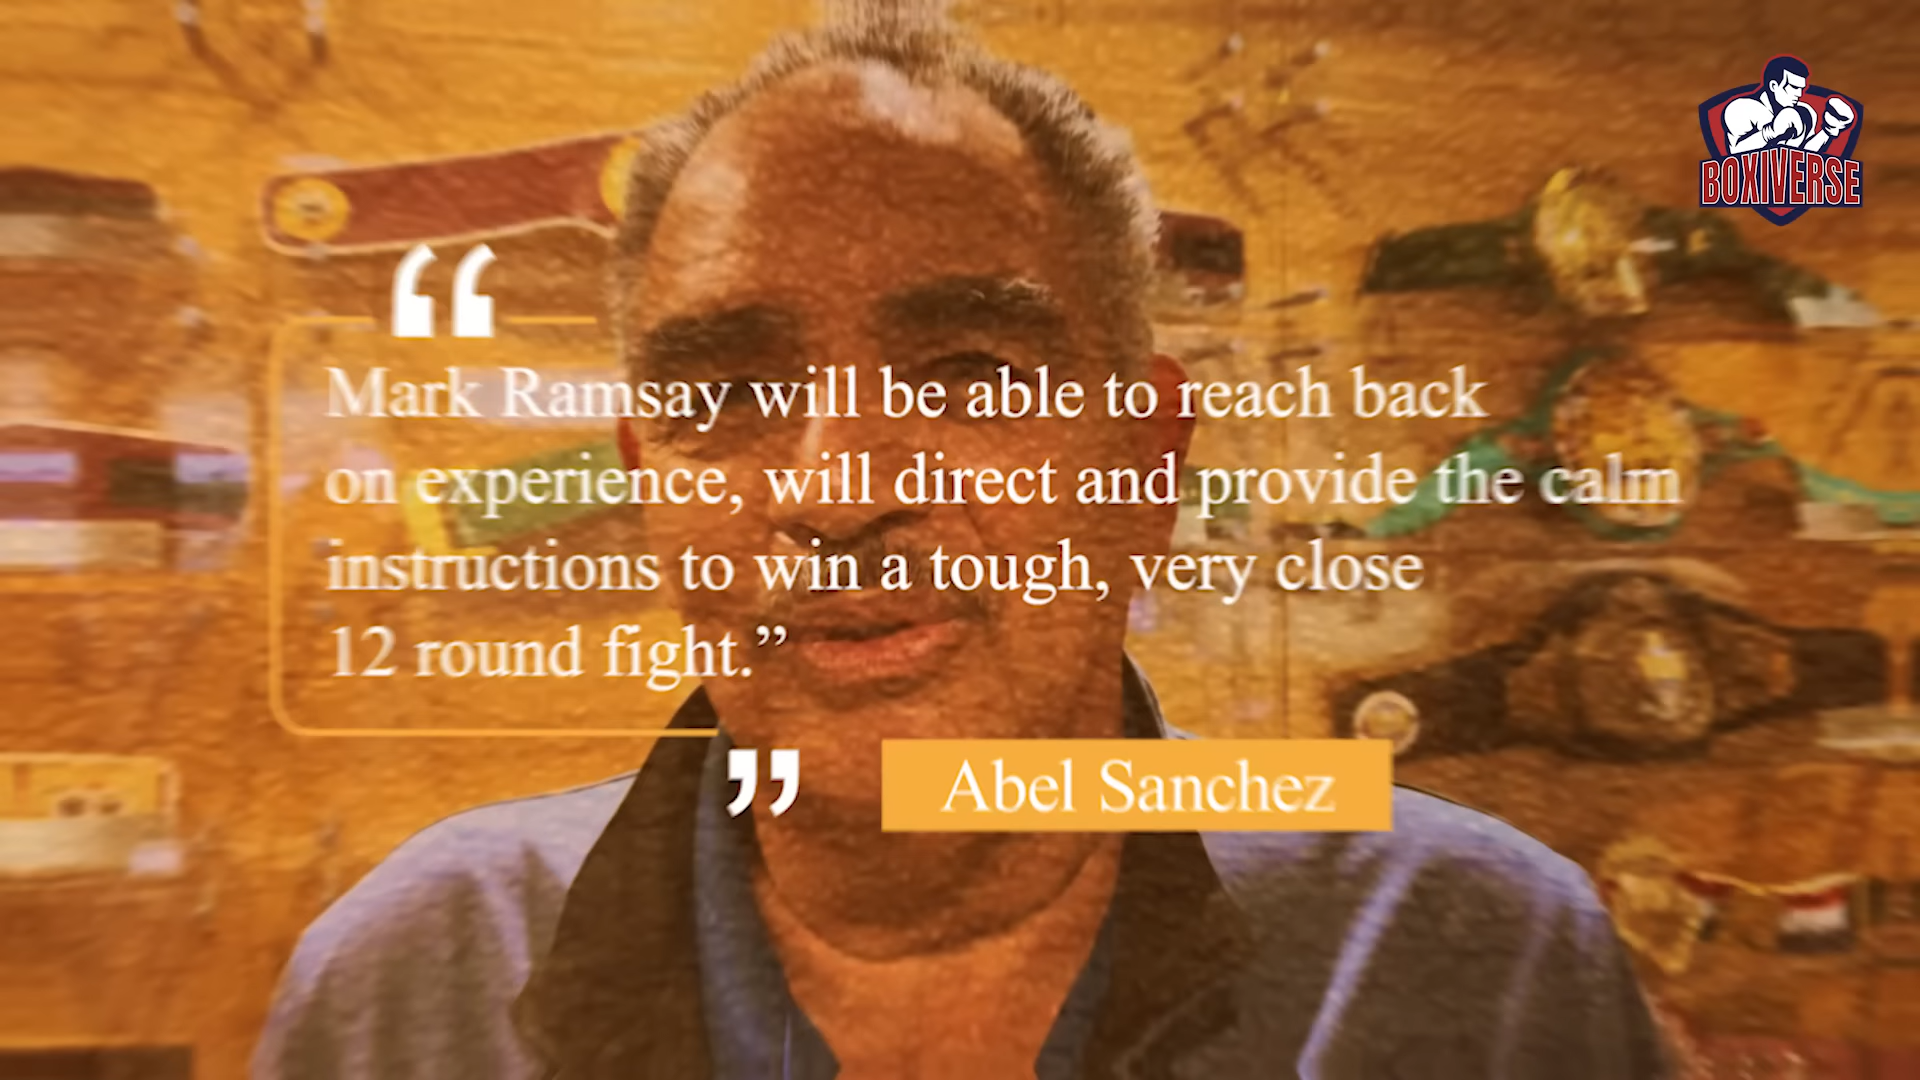 BOXIVERSE
“
Mark Ramsay will be able to reach back
on experience, will direct and provide the calm
instructions to win a tough, very close
12 round fight.”
”
Abel Sanchez